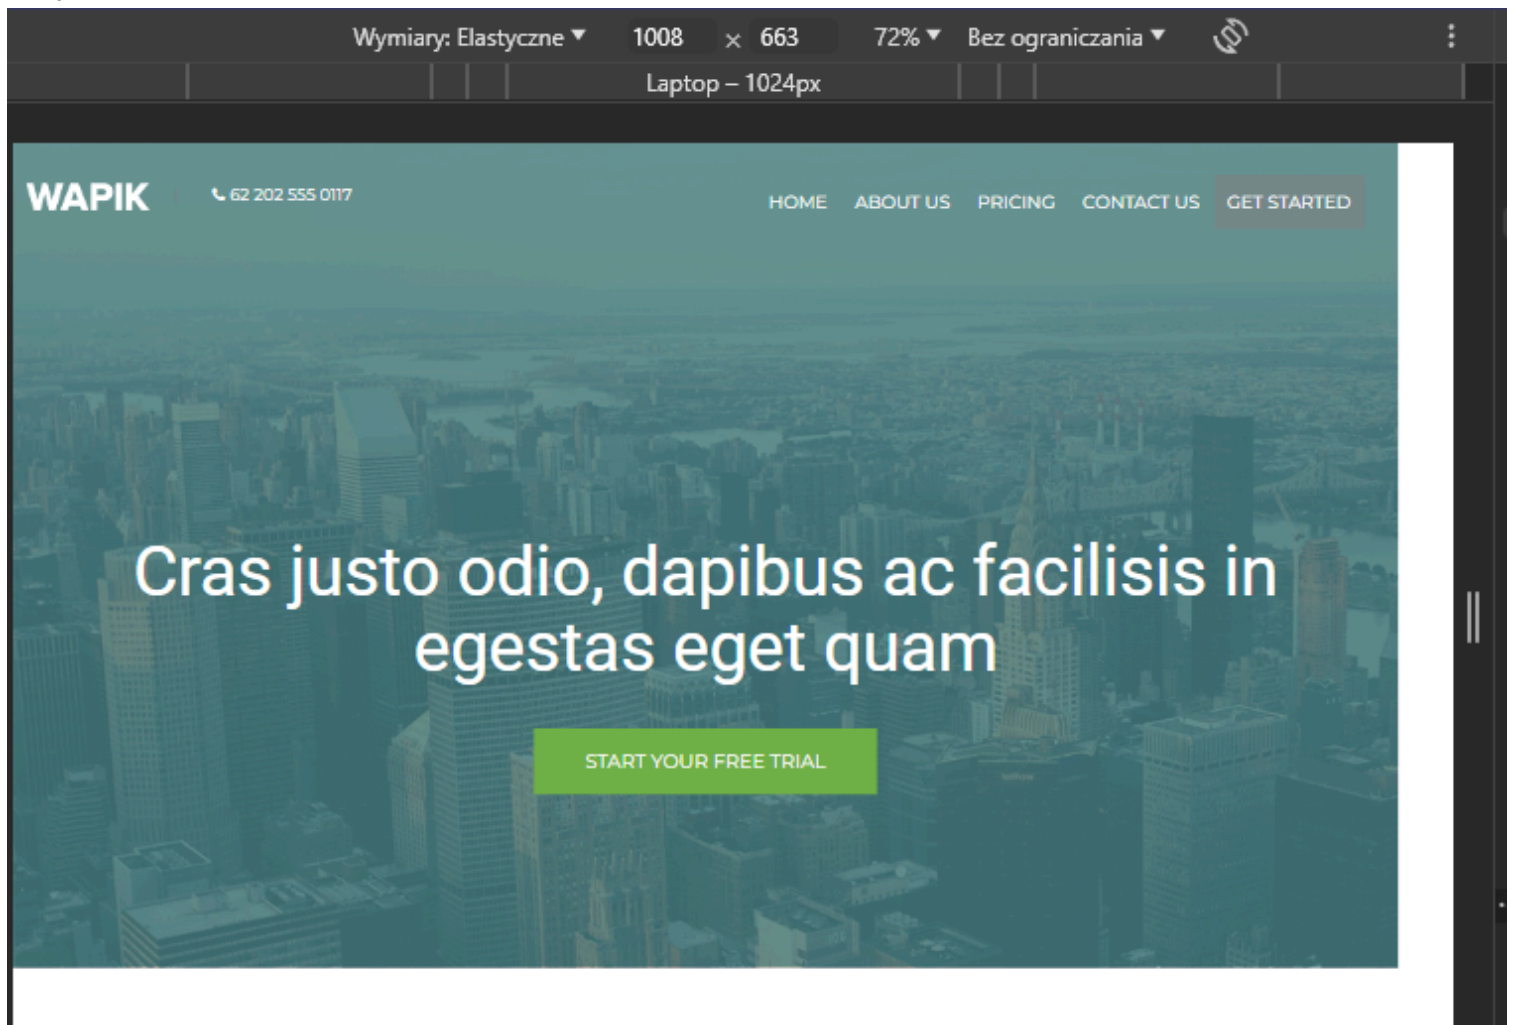 Wymiary: Elastyczne ▼ 1008 × 663 72% ▼ Bez ograniczania ▼
Laptop – 1024px
WAPIK 62 202 555 0117 HOME ABOUT US PRICING CONTACT US GET STARTED
Cras justo odio, dapibus ac facilisis in
egestas eget quam
START YOUR FREE TRIAL